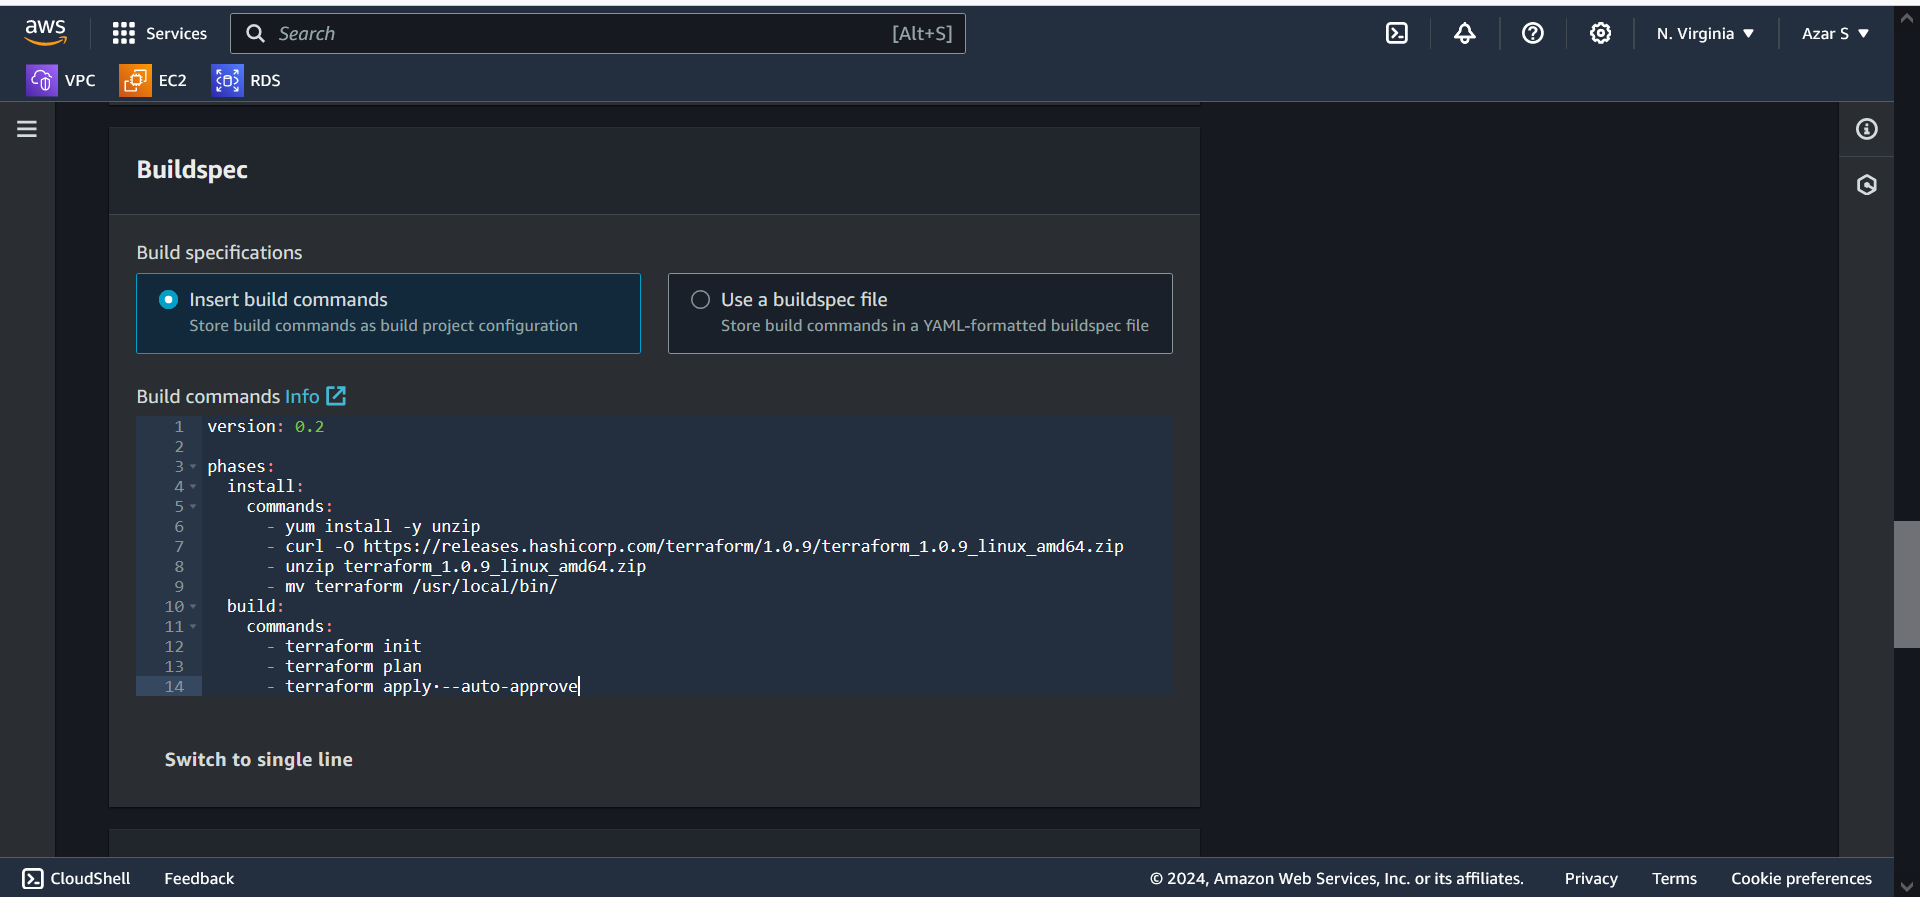 aws
Services
Search
[Alt+S]
N. Virginia ▼
Azar S ▼
VPC
EC2
RDS
Buildspec
Build specifications
Insert build commands
Store build commands as build project configuration
Use a buildspec file
Store build commands in a YAML-formatted buildspec file
Build commands Info
1 version: 0.2
2
3 phases:
4   install:
5     commands:
6       - yum install -y unzip
7       - curl -O https://releases.hashicorp.com/terraform/1.0.9/terraform_1.0.9_linux_amd64.zip
8       - unzip terraform_1.0.9_linux_amd64.zip
9       - mv terraform /usr/local/bin/
10   build:
11     commands:
12       - terraform init
13       - terraform plan
14       - terraform apply·--auto-approve
Switch to single line
CloudShell
Feedback
© 2024, Amazon Web Services, Inc. or its affiliates.
Privacy
Terms
Cookie preferences